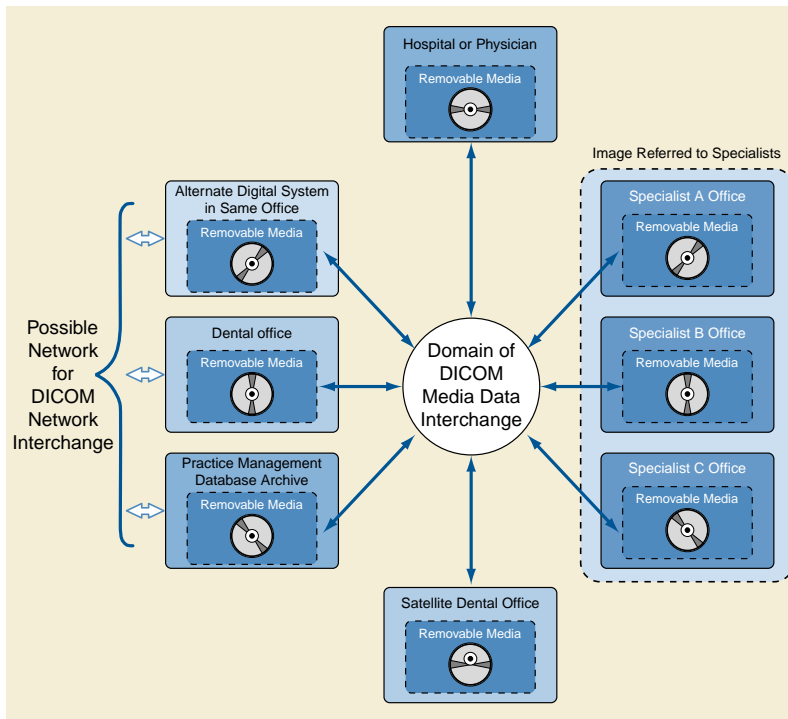 Hospital or Physician
Removable Media
Image Referred to Specialists
Alternate Digital System
in Same Office
Removable Media
Dental office
Removable Media
Practice Management
Database Archive
Removable Media
Possible
Network
for
DICOM
Network
Interchange
Domain of
DICOM
Media Data
Interchange
Specialist A Office
Removable Media
Specialist B Office
Removable Media
Specialist C Office
Removable Media
Satellite Dental Office
Removable Media